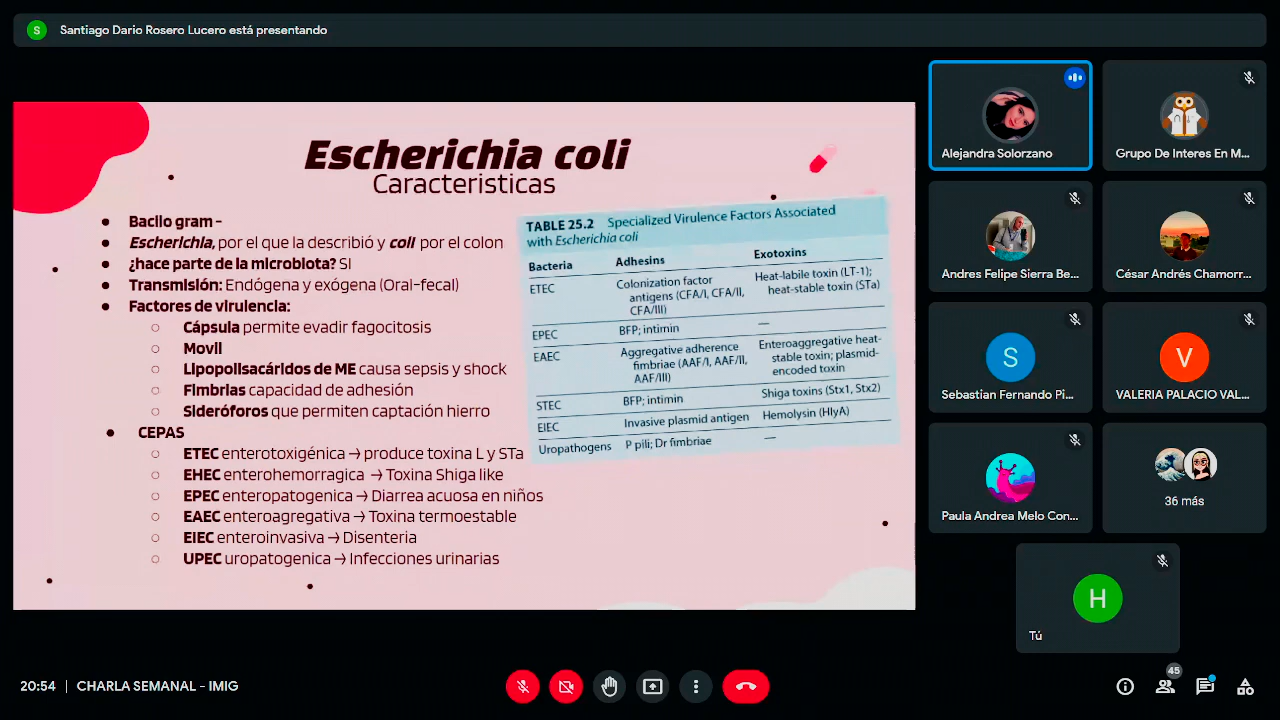 S Santiago Dario Rosero Lucero está presentando
Escherichia coli
Caracteristicas
● Bacilo gram -
● Escherichia, por el que la describió y coli por el colon
● ¿hace parte de la microbiota? SI
● Transmisión: Endógena y exógena (Oral-fecal)
● Factores de virulencia:
○ Cápsula permite evadir fagocitosis
○ Movil
○ Lipopolisacáridos de ME causa sepsis y shock
○ Fimbrias capacidad de adhesión
○ Sideróforos que permiten captación hierro
● CEPAS
○ ETEC enterotoxigénica → produce toxina L y STa
○ EHEC enterohemorragica → Toxina Shiga like
○ EPEC enteropatogenica → Diarrea acuosa en niños
○ EAEC enteroagregativa → Toxina termoestable
○ EIEC enteroinvasiva → Disenteria
○ UPEC uropatogenica → Infecciones urinarias
TABLE 25.2 Specialized Virulence Factors Associated
with Escherichia coli
Bacteria Adhesins Exotoxins
ETEC Colonization factor Heat-labile toxin (LT-1);
antigens (CFA/I, CFA/II, heat-stable toxin (STa)
CFA/III)
EPEC BFP; intimin —
EAEC Aggregative adherence Enteroaggregative heat-
fimbriae (AAF/I, AAF/II, stable toxin; plasmid-
AAF/III) encoded toxin
STEC BFP; intimin Shiga toxins (Stx1, Stx2)
EIEC Invasive plasmid antigen Hemolysin (HlyA)
Uropathogens P pili; Dr fimbriae —
Alejandra Solorzano
Grupo De Interes En M...
Andres Felipe Sierra Be...
César Andrés Chamorr...
S
Sebastian Fernando Pi...
V
VALERIA PALACIO VAL...
Paula Andrea Melo Con...
36 más
H
Tú
20:54 | CHARLA SEMANAL - IMIG
45